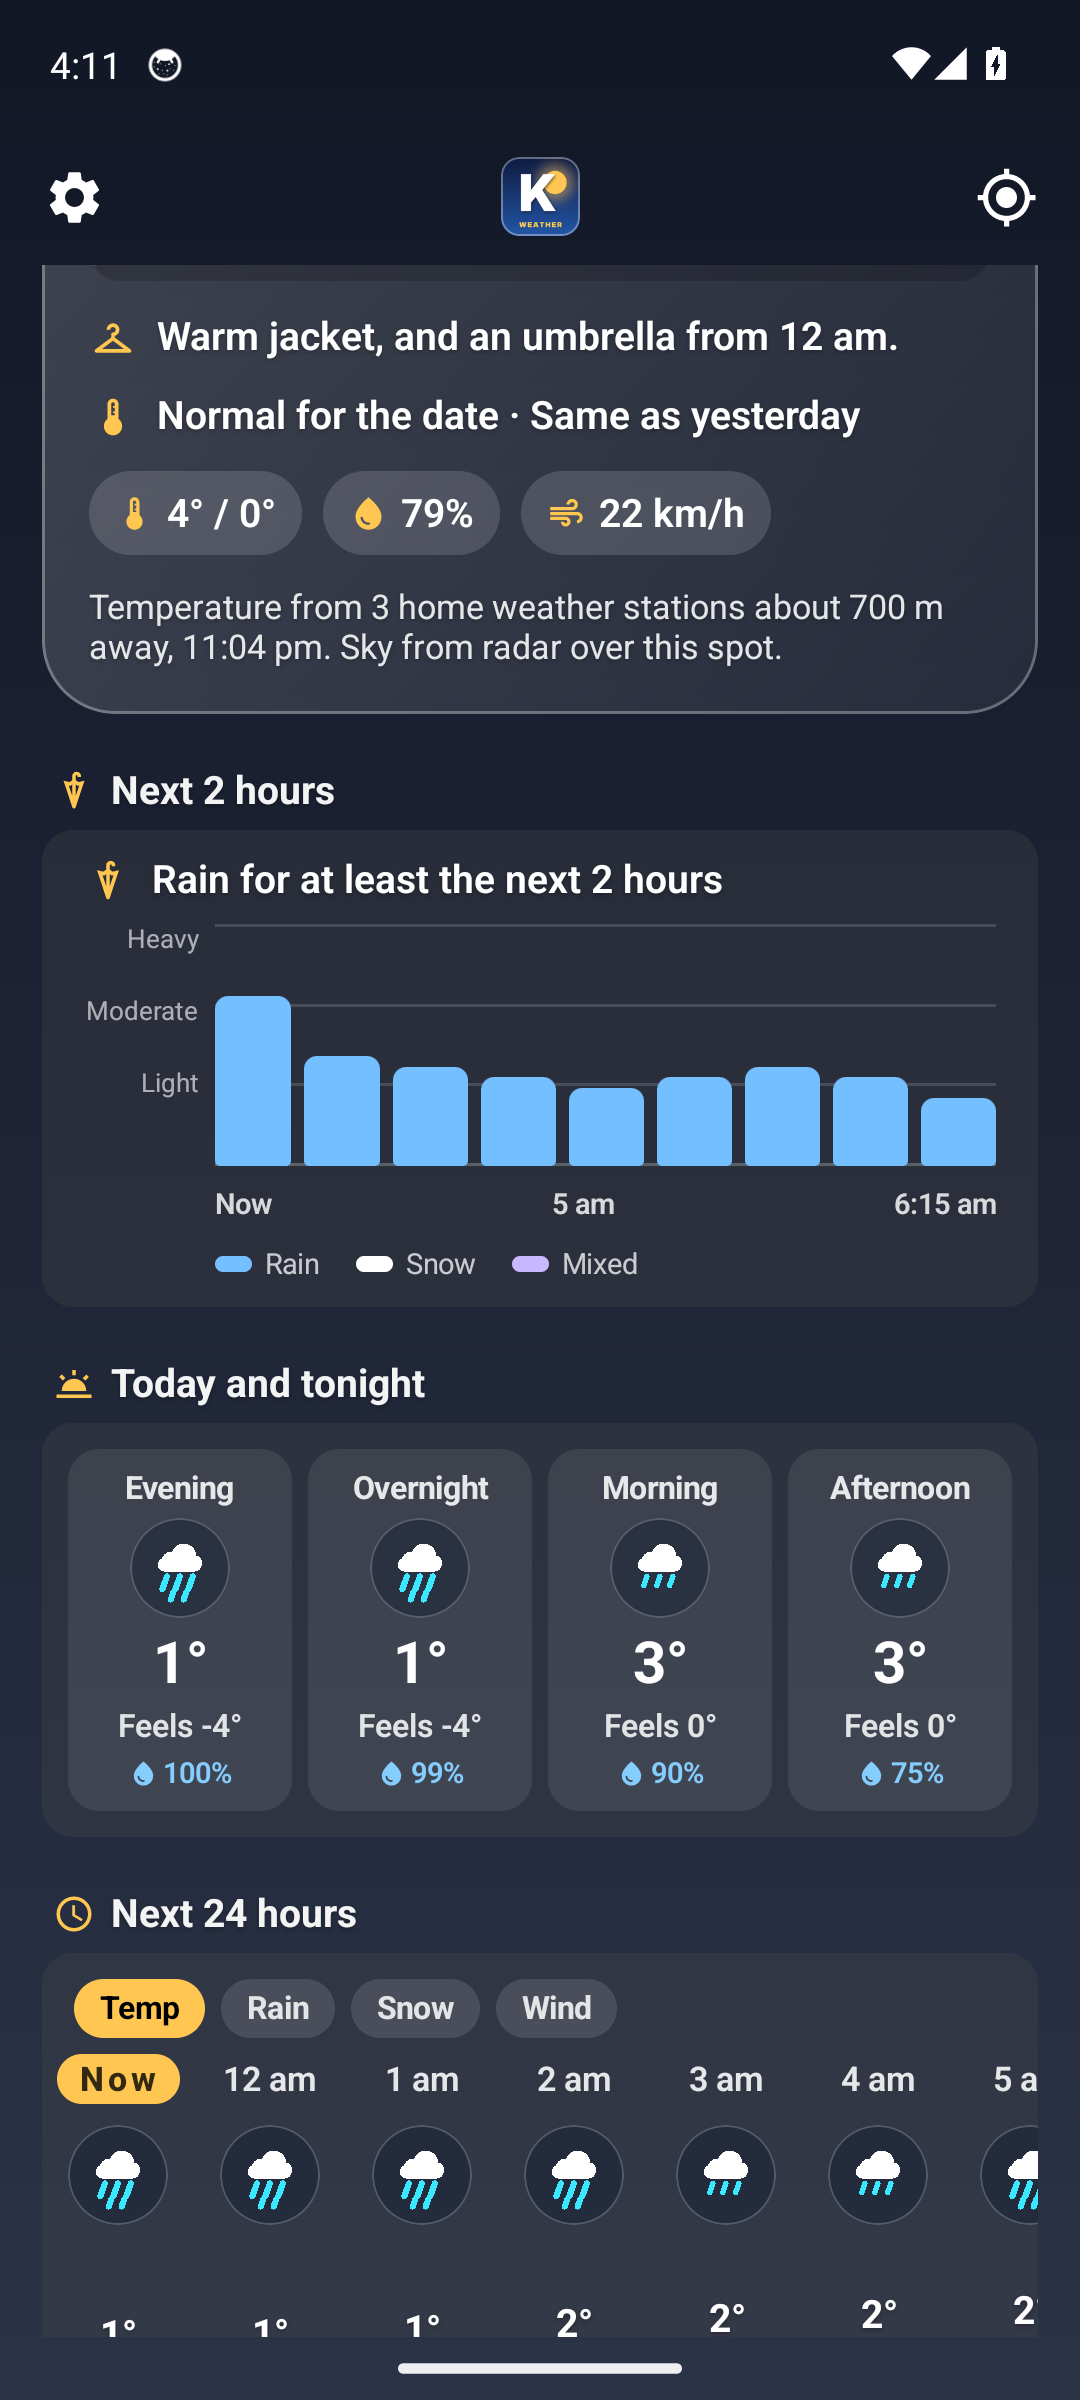 4:11
K
WEATHER
Warm jacket, and an umbrella from 12 am.
Normal for the date · Same as yesterday
4° / 0° 79% 22 km/h
Temperature from 3 home weather stations about 700 m
away, 11:04 pm. Sky from radar over this spot.
Next 2 hours
Rain for at least the next 2 hours
Heavy
Moderate
Light
Now 5 am 6:15 am
Rain Snow Mixed
Today and tonight
Evening Overnight Morning Afternoon
1° 1° 3° 3°
Feels -4° Feels -4° Feels 0° Feels 0°
100% 99% 90% 75%
Next 24 hours
Temp Rain Snow Wind
Now 12 am 1 am 2 am 3 am 4 am 5 a
1° 1° 1° 2° 2° 2° 2°